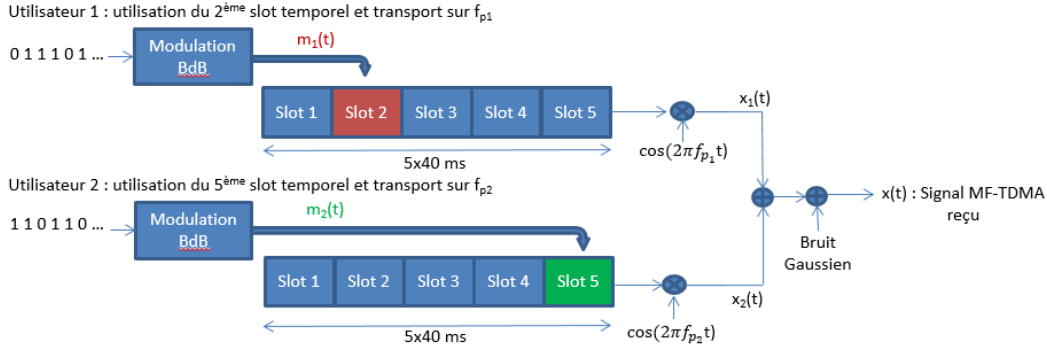 Utilisateur 1 : utilisation du 2ème slot temporel et transport sur fp1
0 1 1 1 0 1 ...
Modulation
BdB
m1(t)
Slot 1 Slot 2 Slot 3 Slot 4 Slot 5
x1(t)
cos(2πfp1t)
5x40 ms
Utilisateur 2 : utilisation du 5ème slot temporel et transport sur fp2
m2(t)
x(t) : Signal MF-TDMA
reçu
1 1 0 1 1 0 ...
Modulation
BdB
Bruit
Gaussien
Slot 1 Slot 2 Slot 3 Slot 4 Slot 5
x2(t)
cos(2πfp2t)
5x40 ms